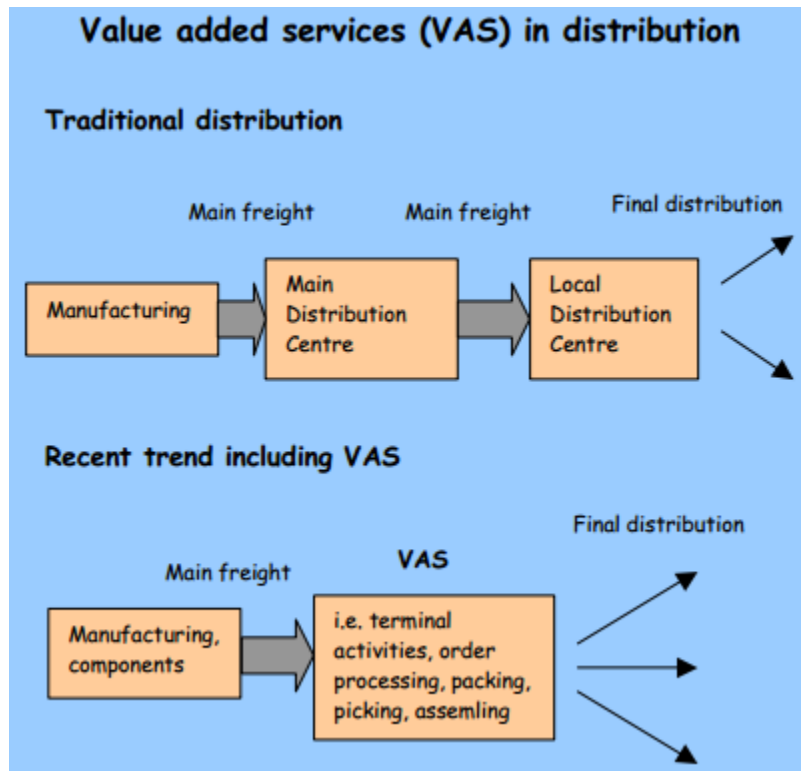 Value added services (VAS) in distribution
Traditional distribution
Main freight
Main freight
Final distribution
Manufacturing
Main
Distribution
Centre
Local
Distribution
Centre
Recent trend including VAS
Final distribution
VAS
Main freight
Manufacturing,
components
i.e. terminal
activities, order
processing, packing,
picking, assemling